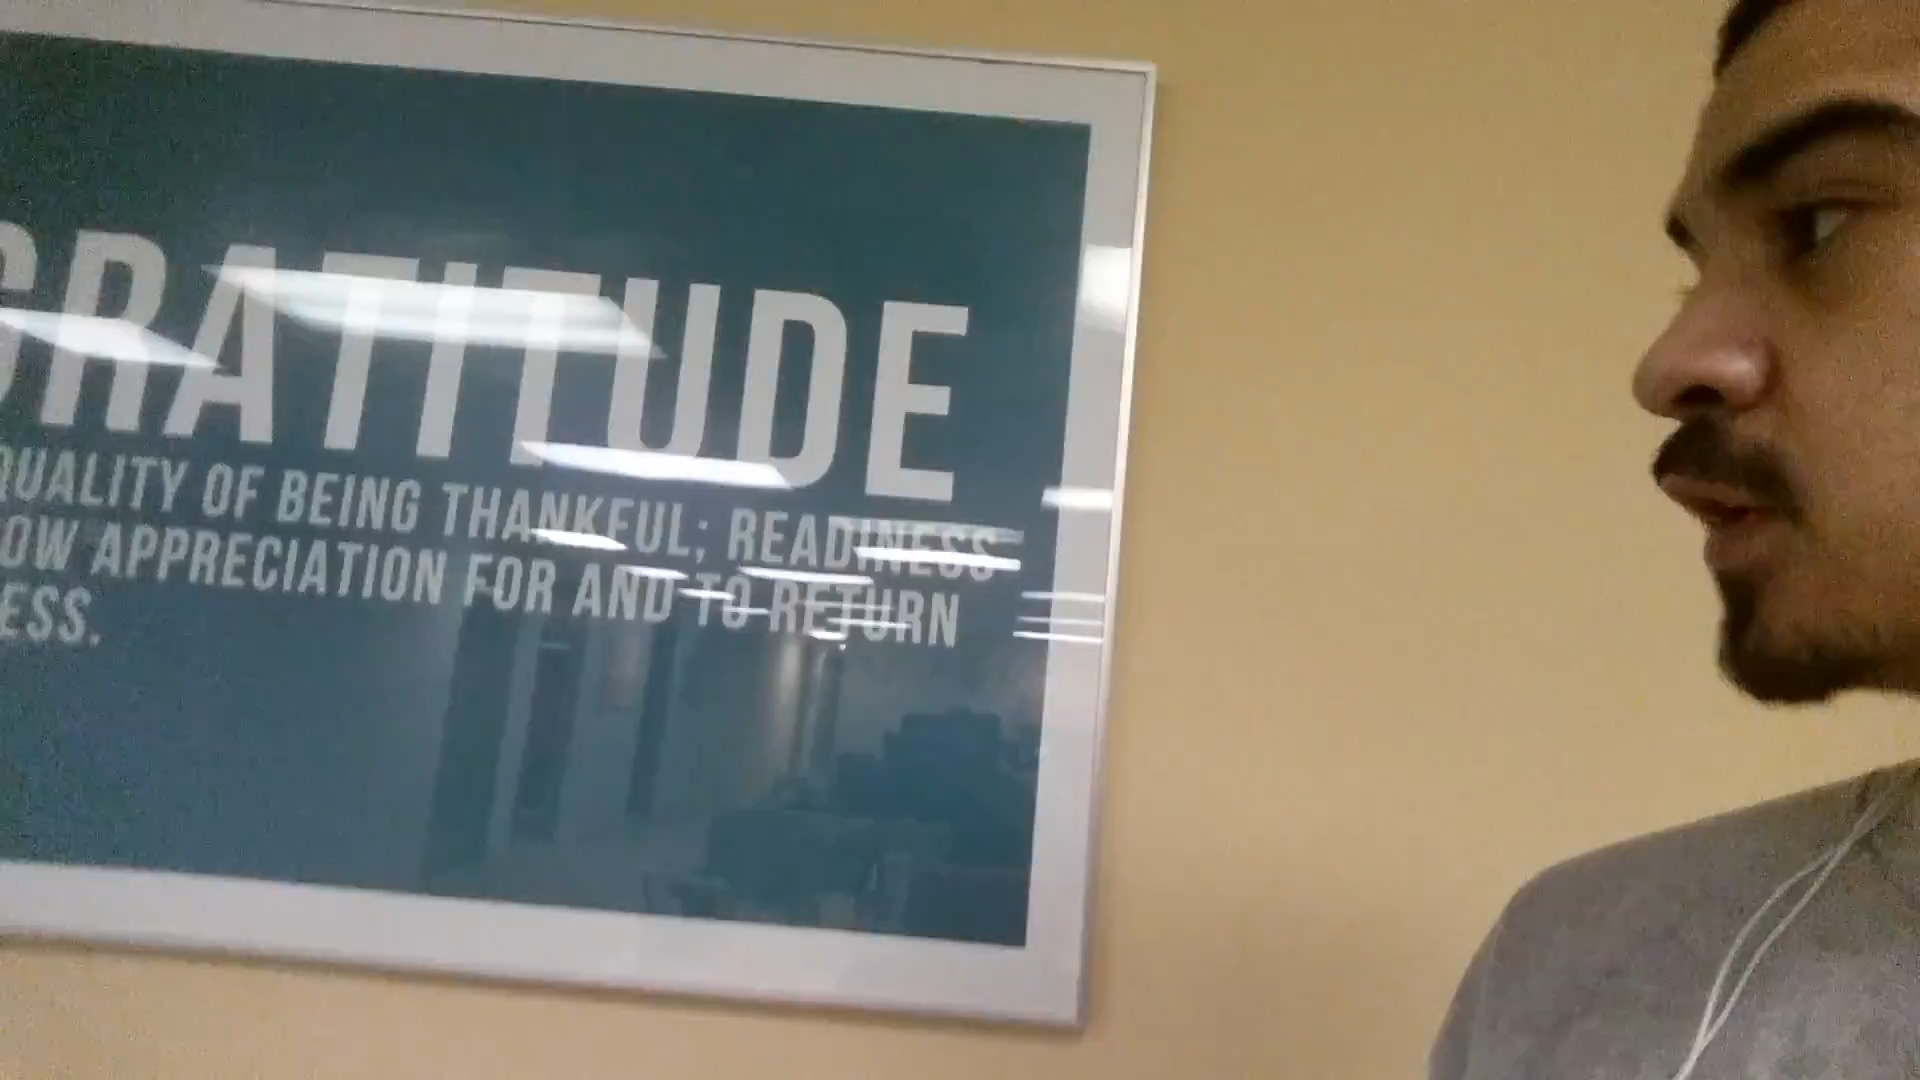 GRATITUDE
QUALITY OF BEING THANKFUL; READINESS
OW APPRECIATION FOR AND TO RETURN
ESS.